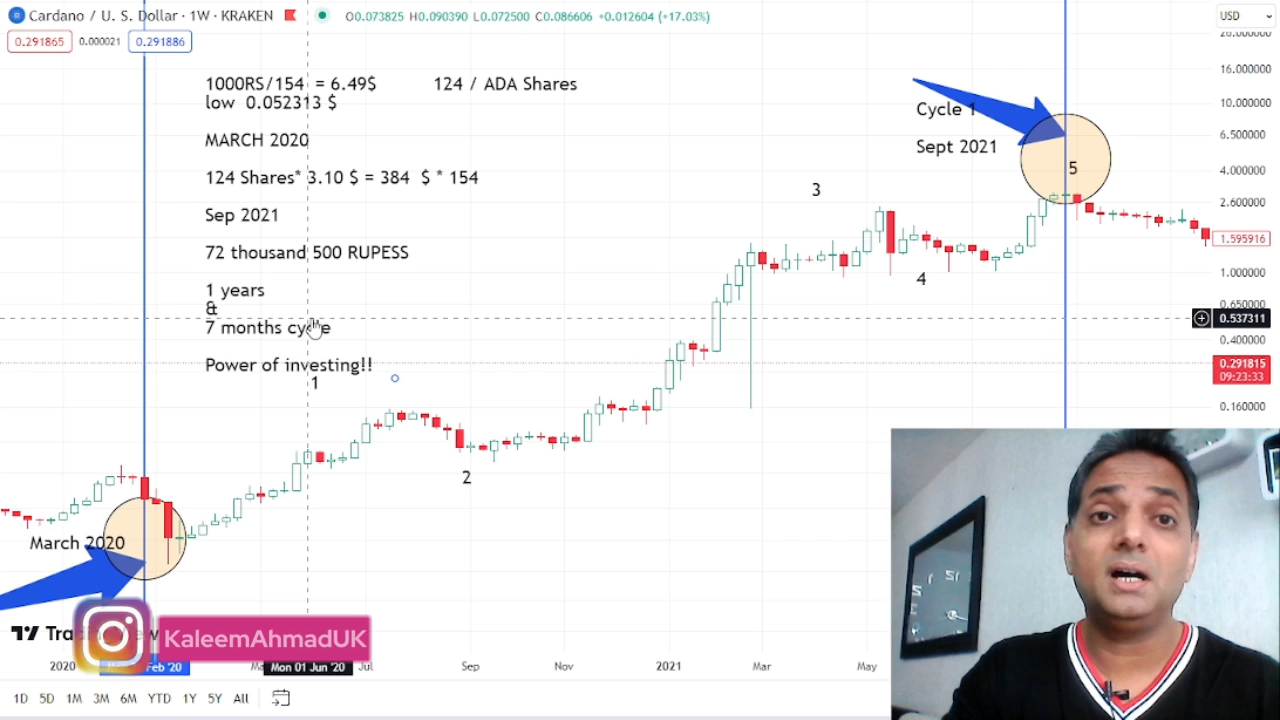 Cardano / U. S. Dollar · 1W · KRAKEN O0.073825 H0.090390 L0.072500 C0.086606 +0.012604 (+17.03%)
USD
0.291865 0.000021 0.291886
1000RS/154 = 6.49$ 124 / ADA Shares
low 0.052313 $
MARCH 2020
124 Shares* 3.10 $ = 384 $ * 154
Sep 2021
72 thousand 500 RUPESS
1 years
&
7 months cycle
Power of investing!!
1
2
3
4
5
Cycle 1
Sept 2021
March 2020
16.000000
10.000000
6.500000
4.000000
2.600000
1.595916
1.000000
0.650000
0.537311
0.400000
0.291815
09:23:33
0.160000
KaleemAhmadUK
2020 Feb '20 Mon 01 Jun '20 Jul Sep Nov 2021 Mar May
1D 5D 1M 3M 6M YTD 1Y 5Y All